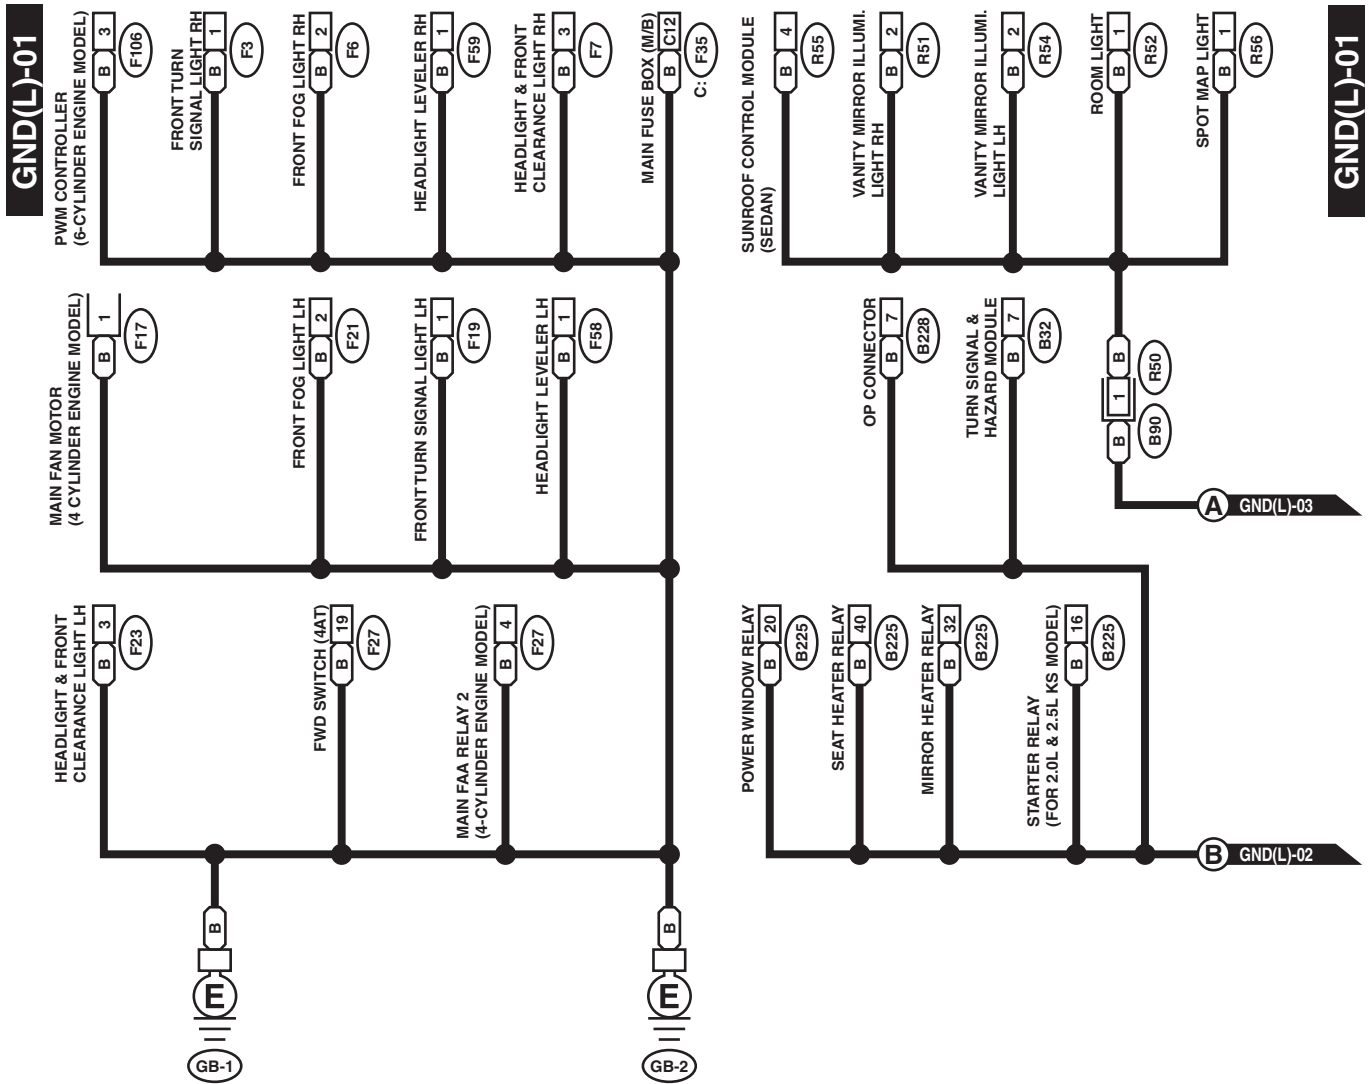 GND(L)-01
GND(L)-01
PWM CONTROLLER
(6-CYLINDER ENGINE MODEL)
B 3
F106
FRONT TURN
SIGNAL LIGHT RH
B 1
F3
FRONT FOG LIGHT RH
B 2
F6
HEADLIGHT LEVELER RH
B 1
F59
HEADLIGHT & FRONT
CLEARANCE LIGHT RH
B 3
F7
MAIN FUSE BOX (M/B)
B C12
F35
C:
SUNROOF CONTROL MODULE
(SEDAN)
B 4
R55
VANITY MIRROR ILLUMI.
LIGHT RH
B 2
R51
VANITY MIRROR ILLUMI.
LIGHT LH
B 2
R54
ROOM LIGHT
B 1
R52
SPOT MAP LIGHT
B 1
R56
MAIN FAN MOTOR
(4 CYLINDER ENGINE MODEL)
B 1
F17
FRONT FOG LIGHT LH
B 2
F21
FRONT TURN SIGNAL LIGHT LH
B 1
F19
HEADLIGHT LEVELER LH
B 1
F58
OP CONNECTOR
B 7
B228
TURN SIGNAL &
HAZARD MODULE
B 7
B32
B 1 B
B90 R50
A GND(L)-03
HEADLIGHT & FRONT
CLEARANCE LIGHT LH
B 3
F23
FWD SWITCH (4AT)
B 19
F27
MAIN FAA RELAY 2
(4-CYLINDER ENGINE MODEL)
B 4
F27
POWER WINDOW RELAY
B 20
B225
SEAT HEATER RELAY
B 40
B225
MIRROR HEATER RELAY
B 32
B225
STARTER RELAY
(FOR 2.0L & 2.5L KS MODEL)
B 16
B225
B GND(L)-02
B
E
GB-1
B
E
GB-2